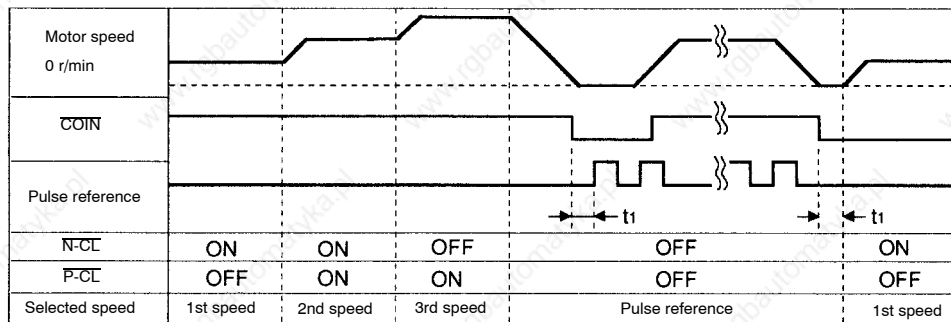 Motor speed
0 r/min
COIN
Pulse reference
t1
t1
N-CL ON ON OFF OFF ON
P-CL OFF ON ON OFF OFF
Selected speed 1st speed 2nd speed 3rd speed Pulse reference 1st speed